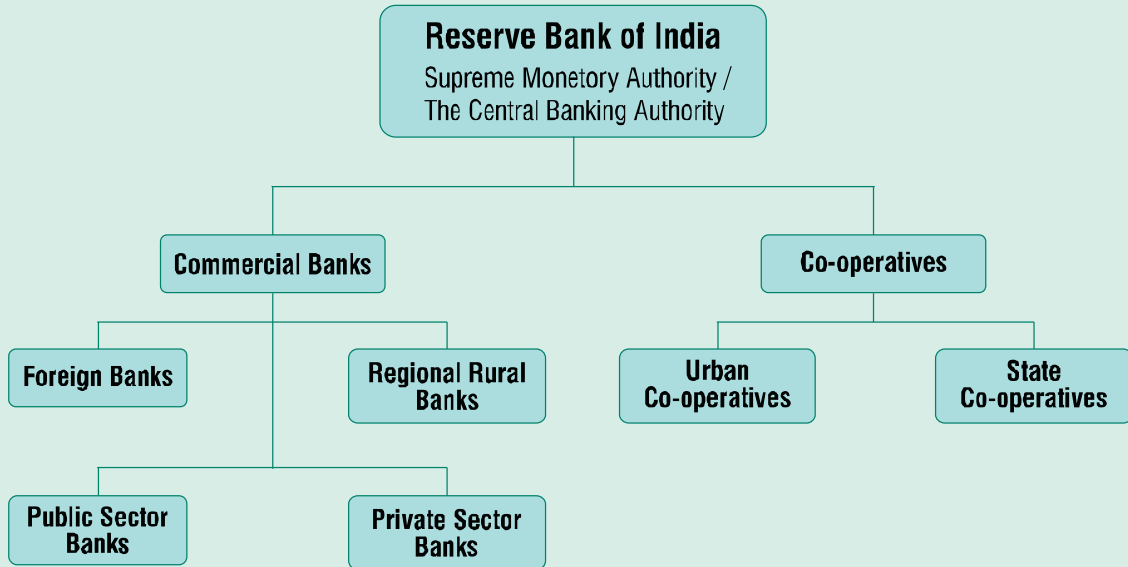 Reserve Bank of India
Supreme Monetory Authority /
The Central Banking Authority
Commercial Banks
Co-operatives
Foreign Banks
Regional Rural
Banks
Urban
Co-operatives
State
Co-operatives
Public Sector
Banks
Private Sector
Banks